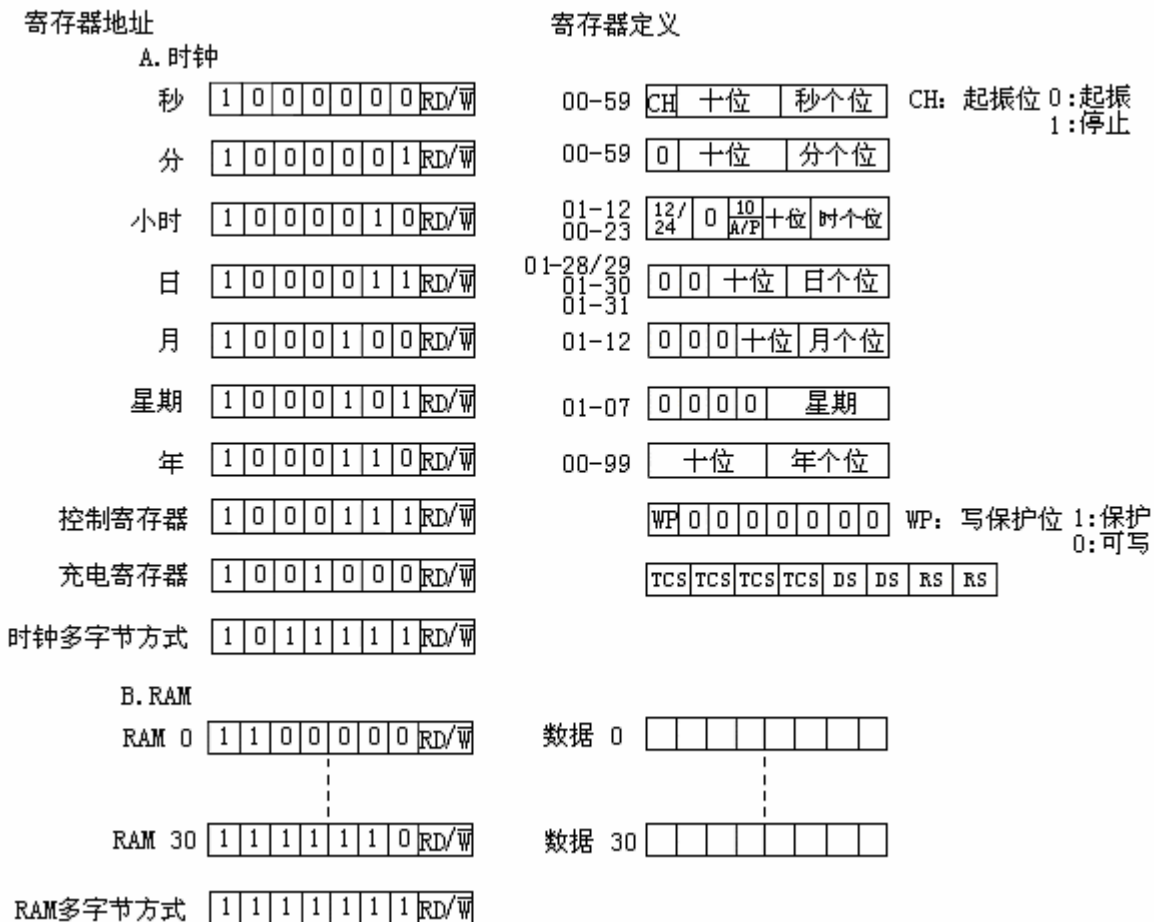 寄存器地址 寄存器定义
A.时钟
秒 1 0 0 0 0 0 0 RD/W̅ 00-59 CH 十位 秒个位 CH: 起振位 0:起振
1:停止
分 1 0 0 0 0 0 1 RD/W̅ 00-59 0 十位 分个位
小时 1 0 0 0 0 1 0 RD/W̅ 01-12 00-23 12/24 0 10 A/P 十位 时个位
日 1 0 0 0 0 1 1 RD/W̅ 01-28/29 01-30 01-31 0 0 十位 日个位
月 1 0 0 0 1 0 0 RD/W̅ 01-12 0 0 0 十位 月个位
星期 1 0 0 0 1 0 1 RD/W̅ 01-07 0 0 0 0 星期
年 1 0 0 0 1 1 0 RD/W̅ 00-99 十位 年个位
控制寄存器 1 0 0 0 1 1 1 RD/W̅ WP 0 0 0 0 0 0 0 WP: 写保护位 1:保护
0:可写
充电寄存器 1 0 0 1 0 0 0 RD/W̅ TCS TCS TCS TCS DS DS RS RS
时钟多字节方式 1 0 1 1 1 1 1 RD/W̅
B.RAM
RAM 0 1 1 0 0 0 0 0 RD/W̅ 数据 0
RAM 30 1 1 1 1 1 1 0 RD/W̅ 数据 30
RAM多字节方式 1 1 1 1 1 1 1 RD/W̅